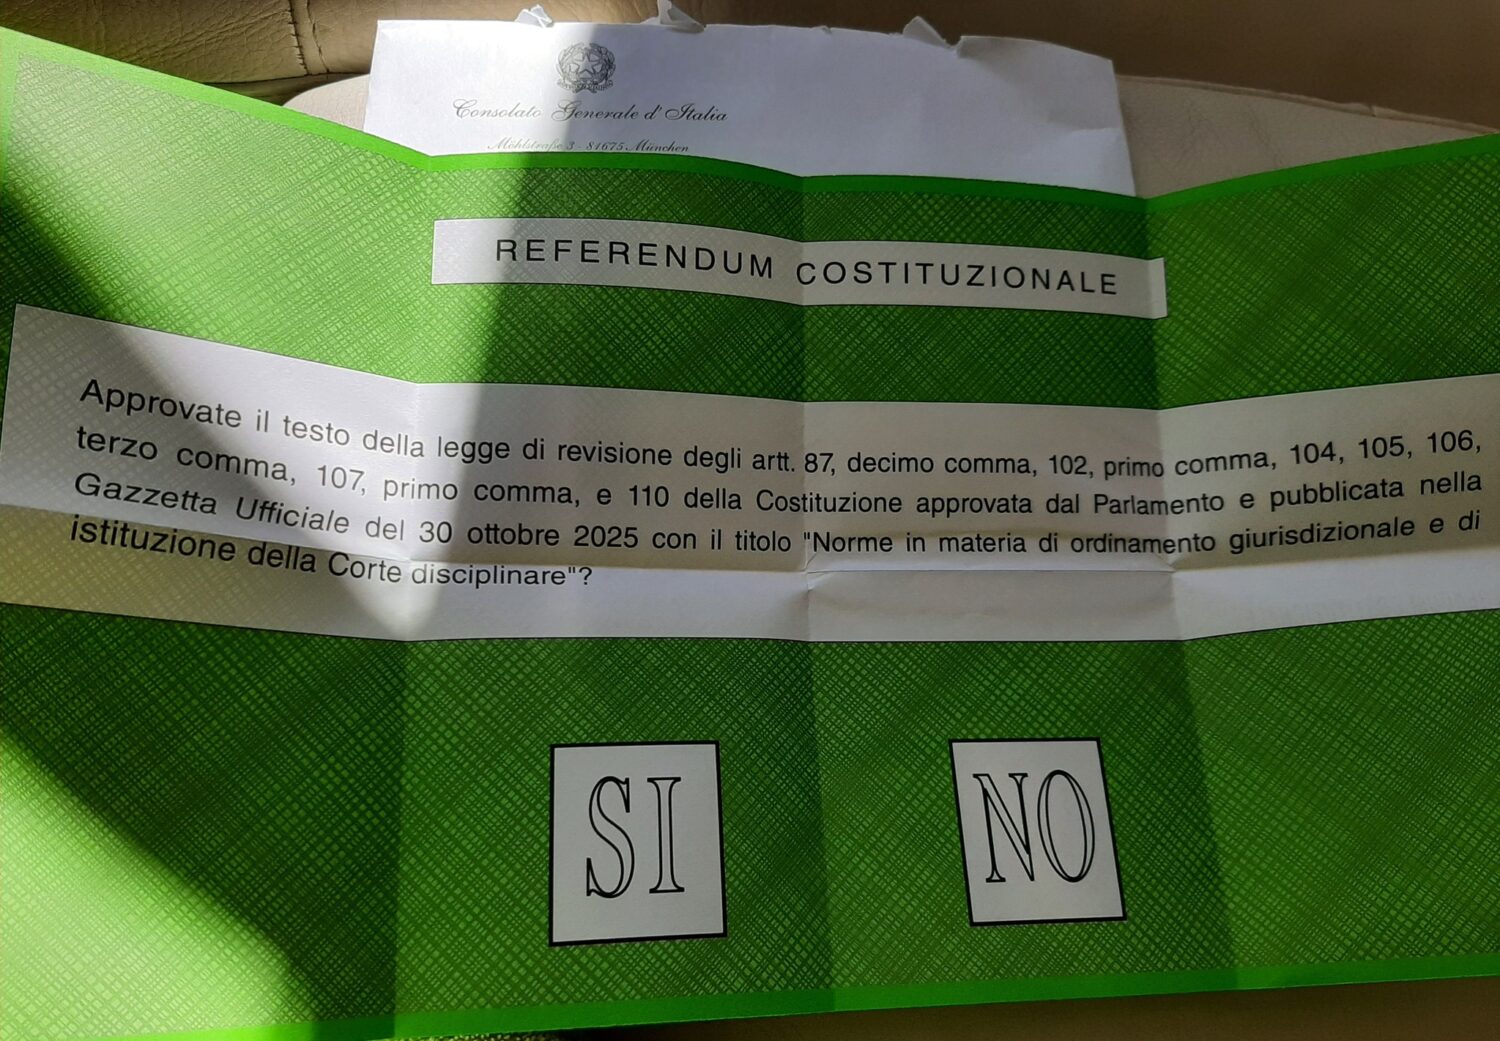 Consolato Generale d'Italia
Möhlstraße 3 - 81675 München
REFERENDUM COSTITUZIONALE
Approvate il testo della legge di revisione degli artt. 87, decimo comma, 102, primo comma, 104, 105, 106,
terzo comma, 107, primo comma, e 110 della Costituzione approvata dal Parlamento e pubblicata nella
Gazzetta Ufficiale del 30 ottobre 2025 con il titolo "Norme in materia di ordinamento giurisdizionale e di
istituzione della Corte disciplinare"?
SI
NO